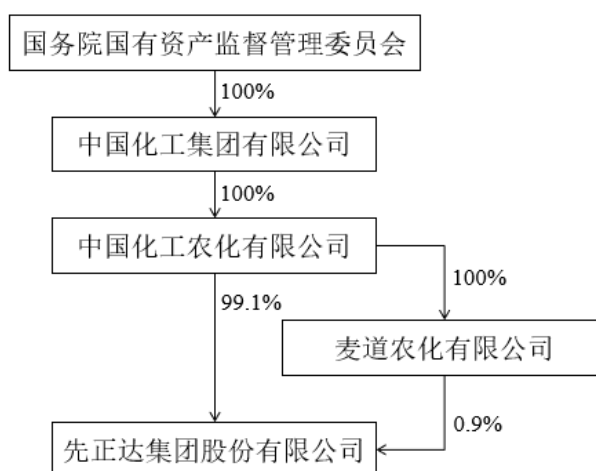 国务院国有资产监督管理委员会
100%
中国化工集团有限公司
100%
中国化工农化有限公司
99.1%
100%
麦道农化有限公司
0.9%
先正达集团股份有限公司